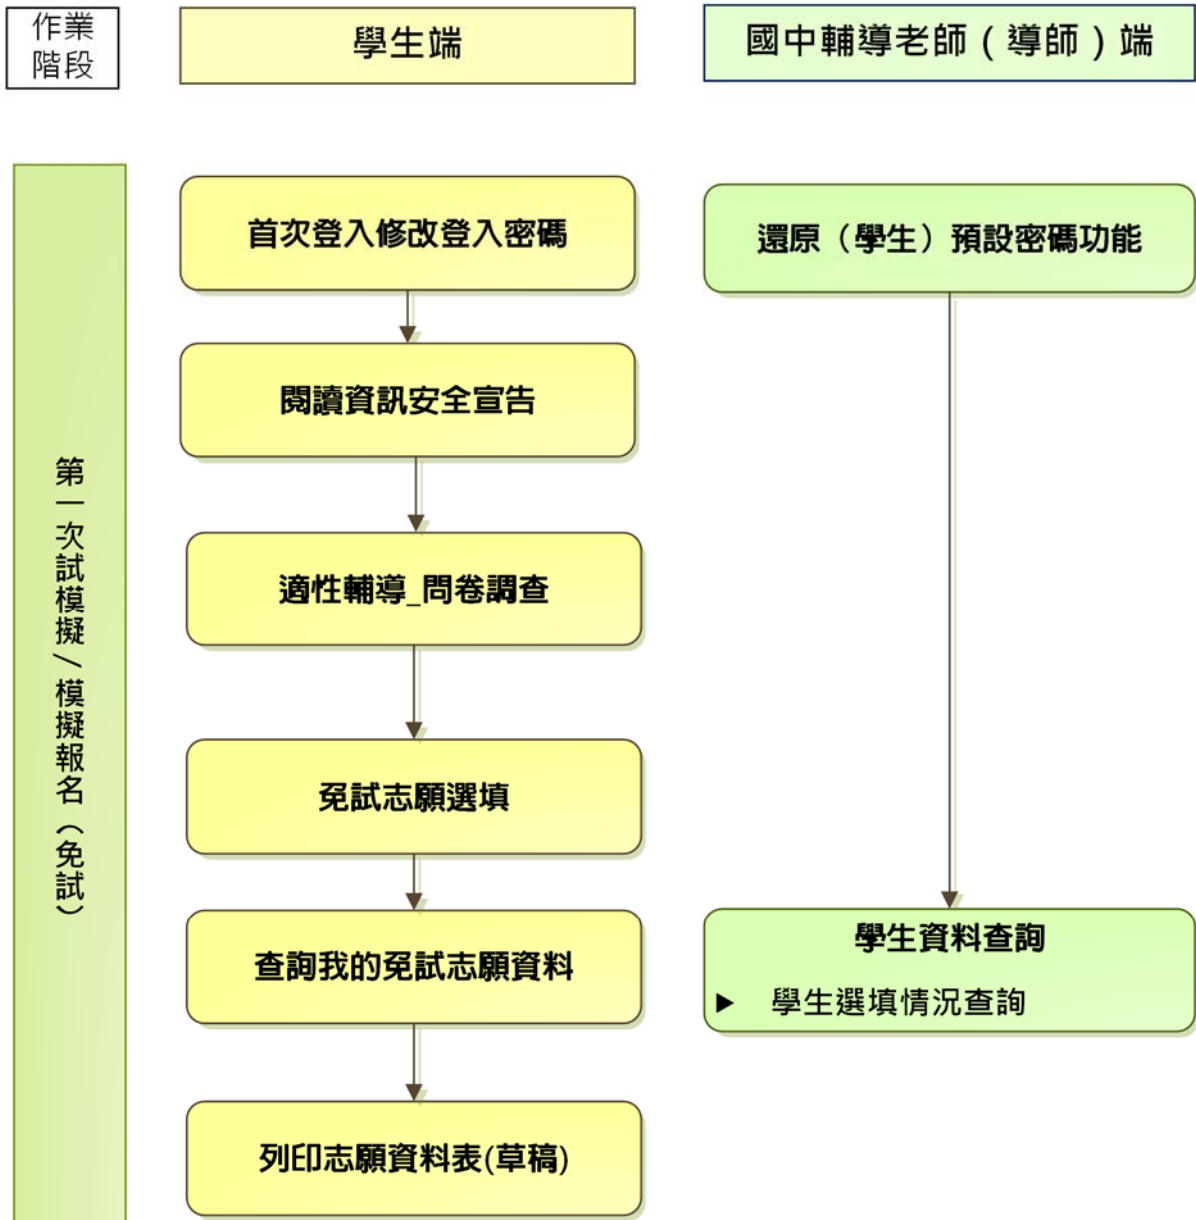 作業
階段
學生端
國中輔導老師（導師）端
第一次試模擬/模擬報名（免試）
首次登入修改登入密碼
還原（學生）預設密碼功能
閱讀資訊安全宣告
適性輔導_問卷調查
免試志願選填
查詢我的免試志願資料
學生資料查詢
► 學生選填情況查詢
列印志願資料表(草稿)